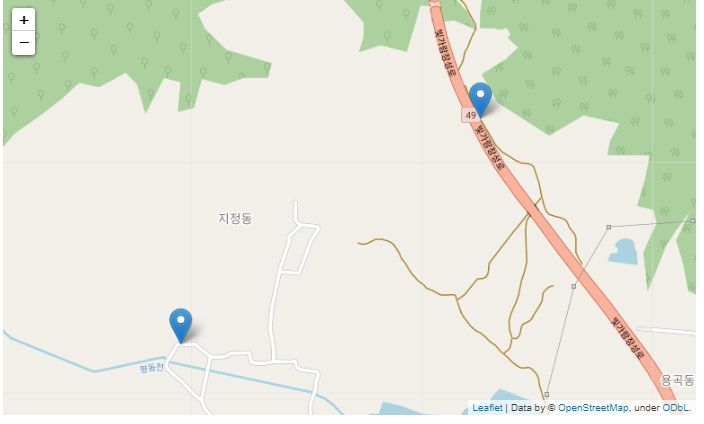 +
−
빛가람장성로
49
빛가람장성로
지정동
빛가람장성로
평동천
용곡동
Leaflet | Data by © OpenStreetMap, under ODbL.